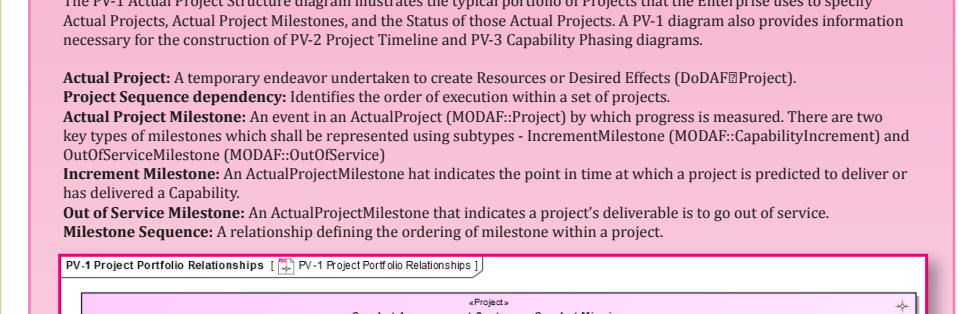 The PV-1 Actual Project Structure diagram illustrates the typical portfolio of Projects that the Enterprise uses to specify
Actual Projects, Actual Project Milestones, and the Status of those Actual Projects. A PV-1 diagram also provides information
necessary for the construction of PV-2 Project Timeline and PV-3 Capability Phasing diagrams.
Actual Project: A temporary endeavor undertaken to create Resources or Desired Effects (DoDAF⍰Project).
Project Sequence dependency: Identifies the order of execution within a set of projects.
Actual Project Milestone: An event in an ActualProject (MODAF::Project) by which progress is measured. There are two
key types of milestones which shall be represented using subtypes - IncrementMilestone (MODAF::CapabilityIncrement) and
OutOfServiceMilestone (MODAF::OutOfService)
Increment Milestone: An ActualProjectMilestone hat indicates the point in time at which a project is predicted to deliver or
has delivered a Capability.
Out of Service Milestone: An ActualProjectMilestone that indicates a project's deliverable is to go out of service.
Milestone Sequence: A relationship defining the ordering of milestone within a project.
PV-1 Project Portfolio Relationships [ PV-1 Project Portfolio Relationships ]
«Project»